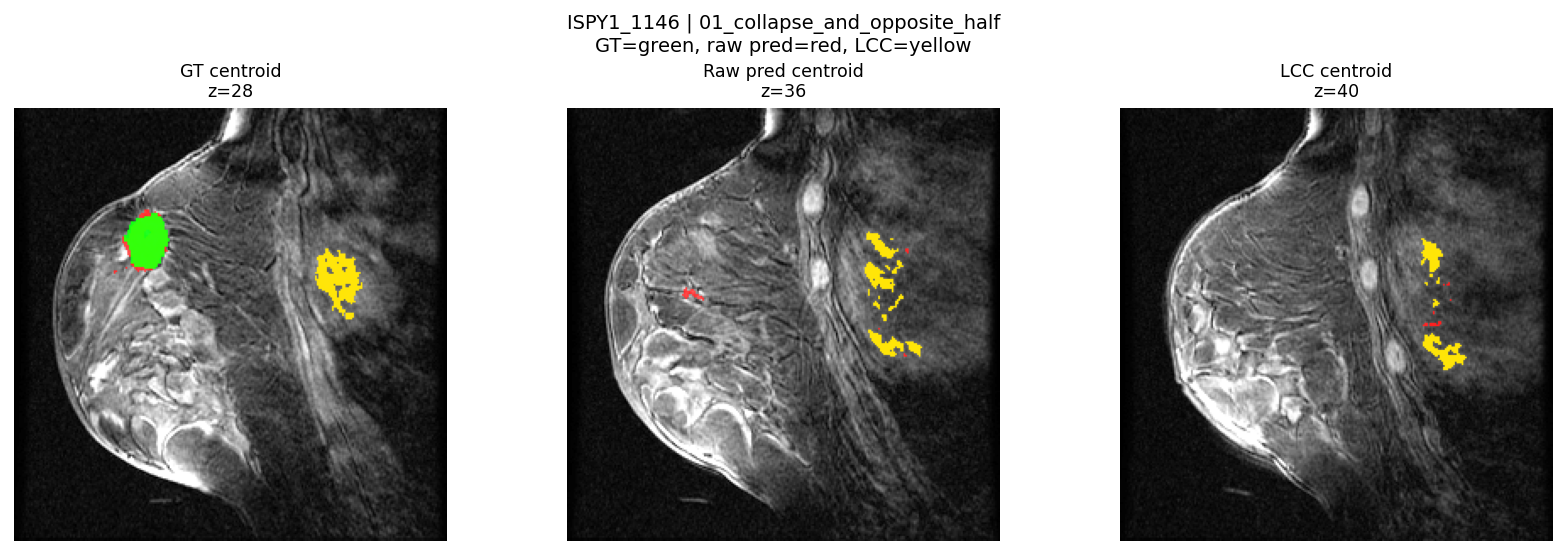 ISPY1_1146 | 01_collapse_and_opposite_half
GT=green, raw pred=red, LCC=yellow
GT centroid
z=28
Raw pred centroid
z=36
LCC centroid
z=40